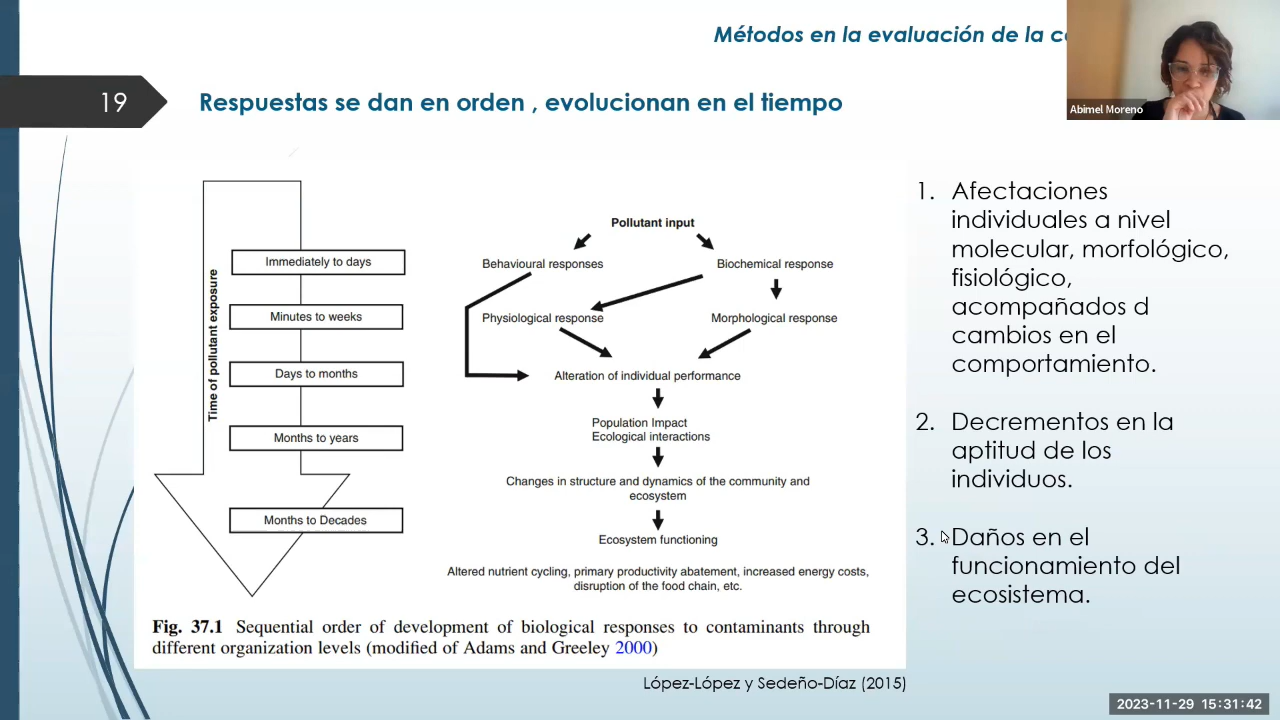 Métodos en la evaluación de la
Abimel Moreno
19
Respuestas se dan en orden , evolucionan en el tiempo
Time of pollutant exposure
Immediately to days
Minutes to weeks
Days to months
Months to years
Months to Decades
Pollutant input
Behavioural responses
Biochemical response
Physiological response
Morphological response
Alteration of individual performance
Population Impact
Ecological interactions
Changes in structure and dynamics of the community and
ecosystem
Ecosystem functioning
Altered nutrient cycling, primary productivity abatement, increased energy costs,
disruption of the food chain, etc.
Fig. 37.1 Sequential order of development of biological responses to contaminants through
different organization levels (modified of Adams and Greeley 2000)
López-López y Sedeño-Díaz (2015)
1. Afectaciones
individuales a nivel
molecular, morfológico,
fisiológico,
acompañados d
cambios en el
comportamiento.
2. Decrementos en la
aptitud de los
individuos.
3. Daños en el
funcionamiento del
ecosistema.
2023-11-29 15:31:42